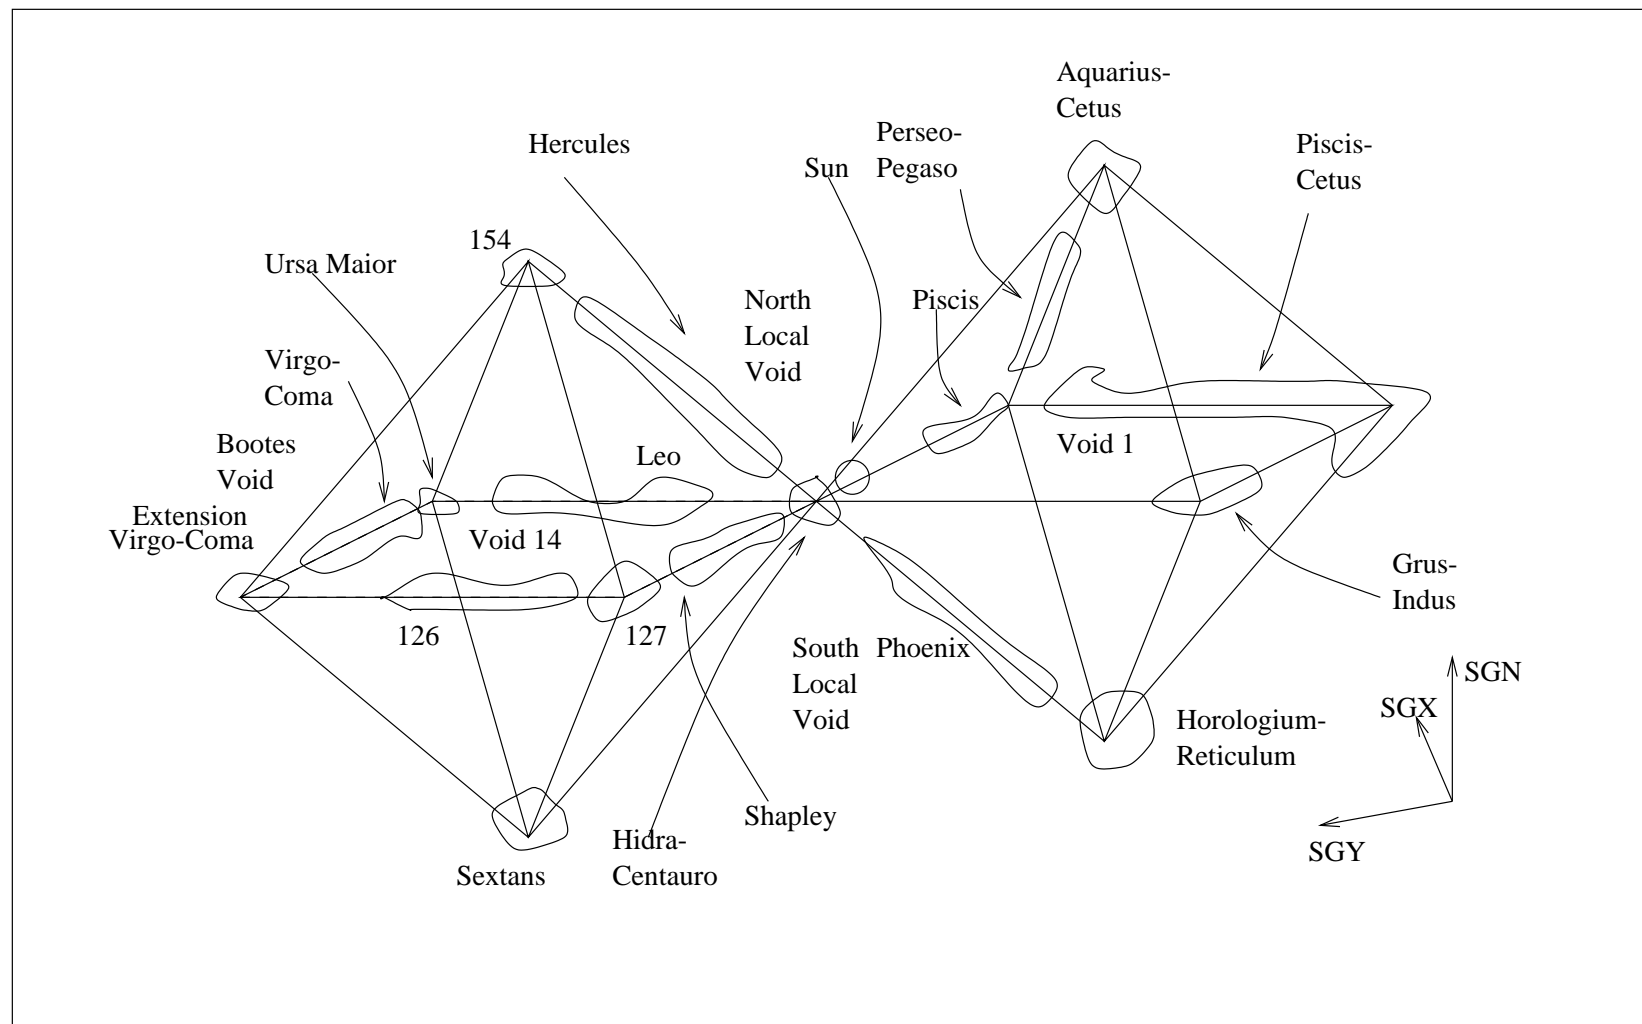 Aquarius-
Cetus
Hercules
Perseo-
Pegaso
Sun
Piscis-
Cetus
154
Ursa Maior
North
Local
Void
Piscis
Virgo-
Coma
Bootes
Void
Leo
Void 1
Extension
Virgo-Coma
Void 14
Grus-
Indus
126
127
South
Local
Void
Phoenix
SGN
SGX
Horologium-
Reticulum
Shapley
Hidra-
Centauro
SGY
Sextans